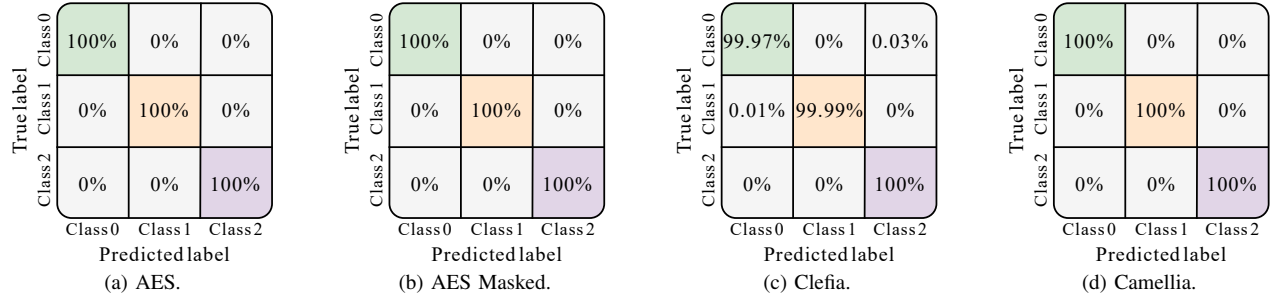 True label
Class 0
100% 0% 0%
Class 1
0% 100% 0%
Class 2
0% 0% 100%
Class 0 Class 1 Class 2
Predicted label
(a) AES.
True label
Class 0
100% 0% 0%
Class 1
0% 100% 0%
Class 2
0% 0% 100%
Class 0 Class 1 Class 2
Predicted label
(b) AES Masked.
True label
Class 0
99.97% 0% 0.03%
Class 1
0.01% 99.99% 0%
Class 2
0% 0% 100%
Class 0 Class 1 Class 2
Predicted label
(c) Clefia.
True label
Class 0
100% 0% 0%
Class 1
0% 100% 0%
Class 2
0% 0% 100%
Class 0 Class 1 Class 2
Predicted label
(d) Camellia.